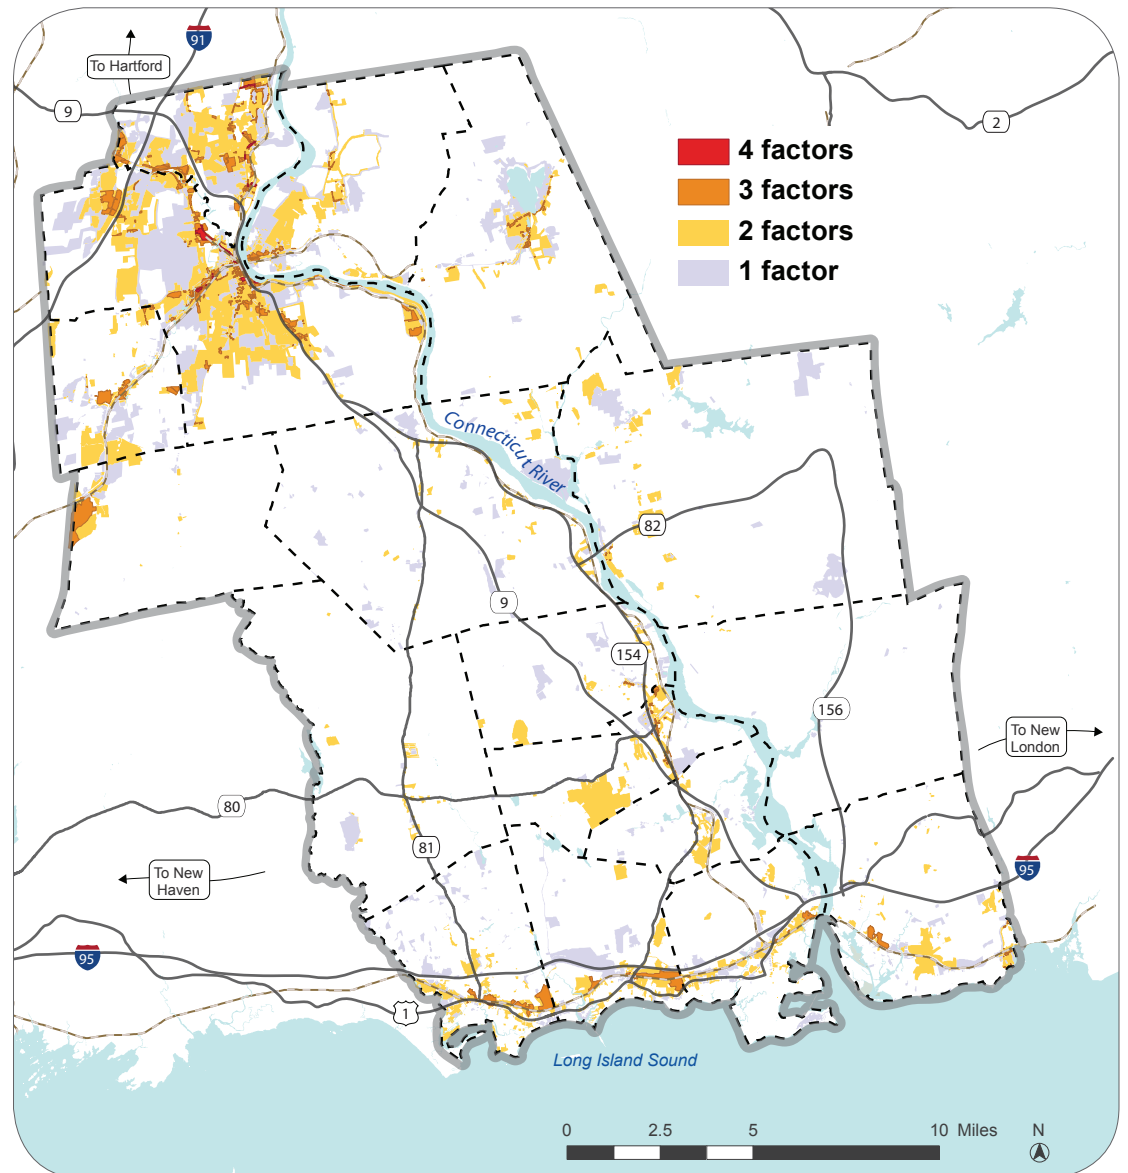 91
To Hartford
9
2
4 factors
3 factors
2 factors
1 factor
Connecticut River
82
9
154
156
To New
London
80
81
To New
Haven
95
95
1
Long Island Sound
0 2.5 5 10 Miles N